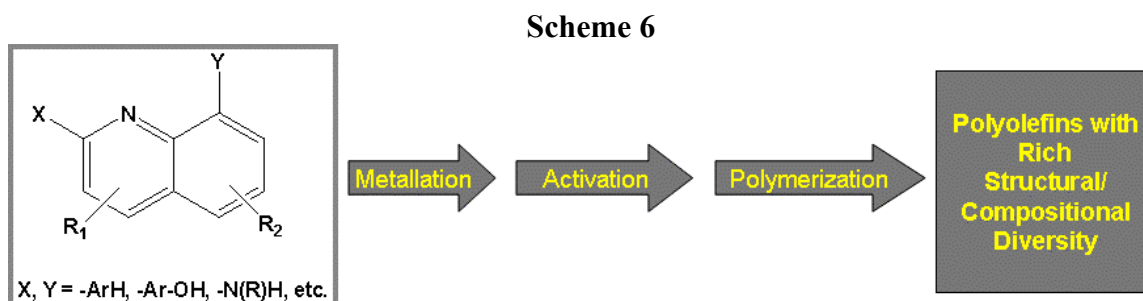 Scheme 6
Y
X
N
R1
R2
X, Y = -ArH, -Ar-OH, -N(R)H, etc.
Metallation
Activation
Polymerization
Polyolefins with
Rich
Structural/
Compositional
Diversity